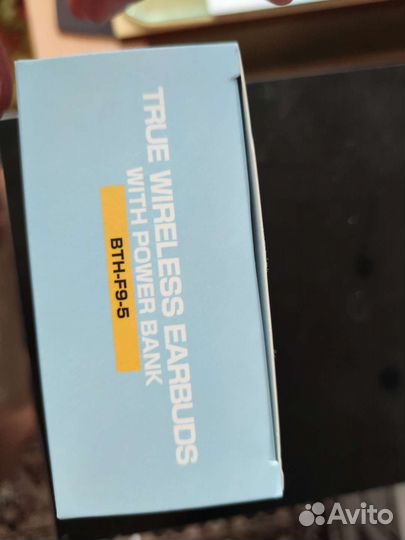 TRUE WIRELESS EARBUDS
WITH POWER BANK
BTH-F9-5
Avito